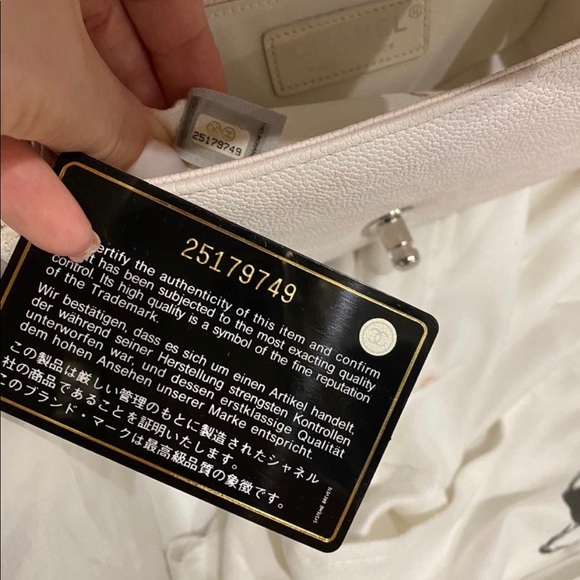 EL®
25179749
25179749
ertify the authenticity of this item and confirm
it has been subjected to the most exacting quality
control. Its high quality is a symbol of the fine reputation
of the Trademark.
Wir bestätigen, dass es sich um einen Artikel handelt,
der während seiner Herstellung strengsten Kontrollen
unterworfen war, und dessen erstklassige Qualität
dem hohen Ansehen unserer Marke entspricht.
この製品は厳しい管理のもとに製造されたシャネル
社の商品であることを証明いたします。
このブランド・マークは最高級品質の象徴です。